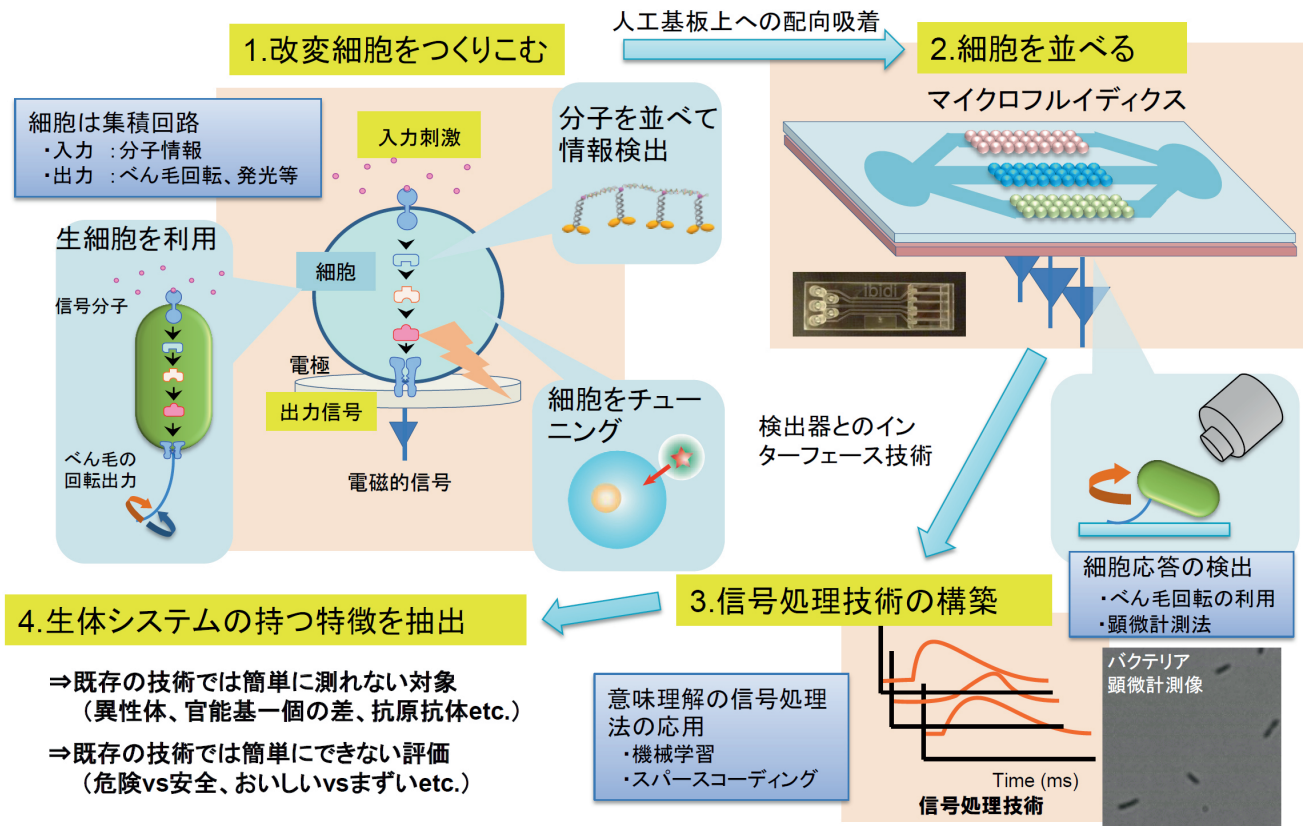 1.改変細胞をつくりこむ
人工基板上への配向吸着
2.細胞を並べる
細胞は集積回路
・入力 ：分子情報
・出力 ：べん毛回転、発光等
入力刺激
分子を並べて
情報検出
マイクロフルイディクス
生細胞を利用
信号分子
細胞
ibidi
電極
出力信号
細胞をチュー
ニング
べん毛の
回転出力
電磁的信号
検出器とのイン
ターフェース技術
細胞応答の検出
・べん毛回転の利用
・顕微計測法
3.信号処理技術の構築
4.生体システムの持つ特徴を抽出
⇒既存の技術では簡単に測れない対象
（異性体、官能基一個の差、抗原抗体etc.）
⇒既存の技術では簡単にできない評価
（危険vs安全、おいしいvsまずいetc.）
意味理解の信号処理
法の応用
・機械学習
・スパースコーディング
Time (ms)
信号処理技術
バクテリア
顕微計測像